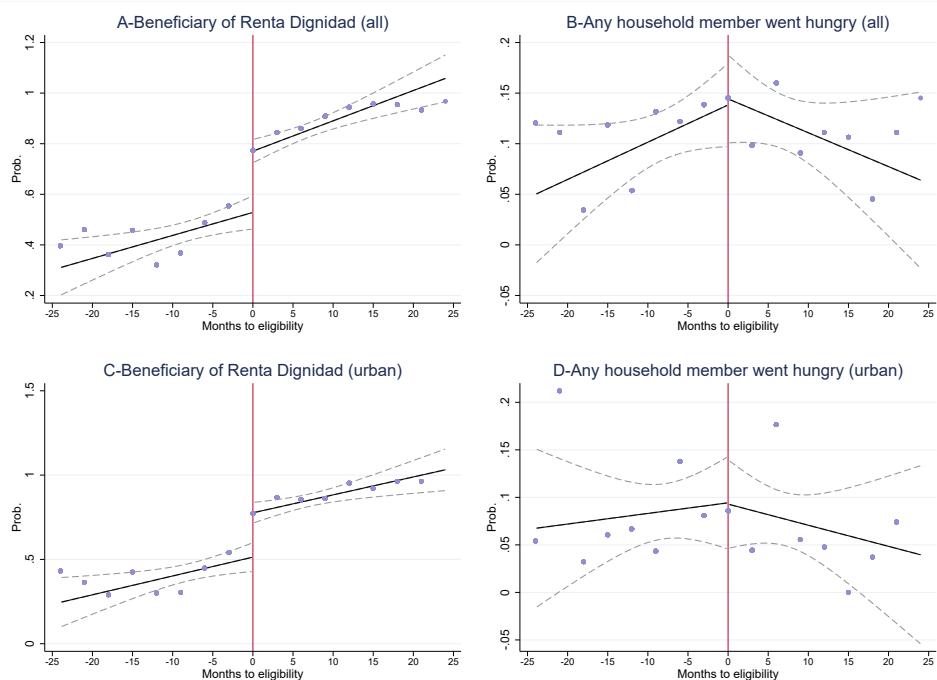 A-Beneficiary of Renta Dignidad (all)
Prob.
1.2
1
.8
.6
.4
.2
-25 -20 -15 -10 -5 0 5 10 15 20 25
Months to eligibility
B-Any household member went hungry (all)
Prob.
.2
.15
.1
.05
0
-.05
-25 -20 -15 -10 -5 0 5 10 15 20 25
Months to eligibility
C-Beneficiary of Renta Dignidad (urban)
Prob.
1.5
1
.5
0
-25 -20 -15 -10 -5 0 5 10 15 20 25
Months to eligibility
D-Any household member went hungry (urban)
Prob.
.2
.15
.1
.05
0
-.05
-25 -20 -15 -10 -5 0 5 10 15 20 25
Months to eligibility